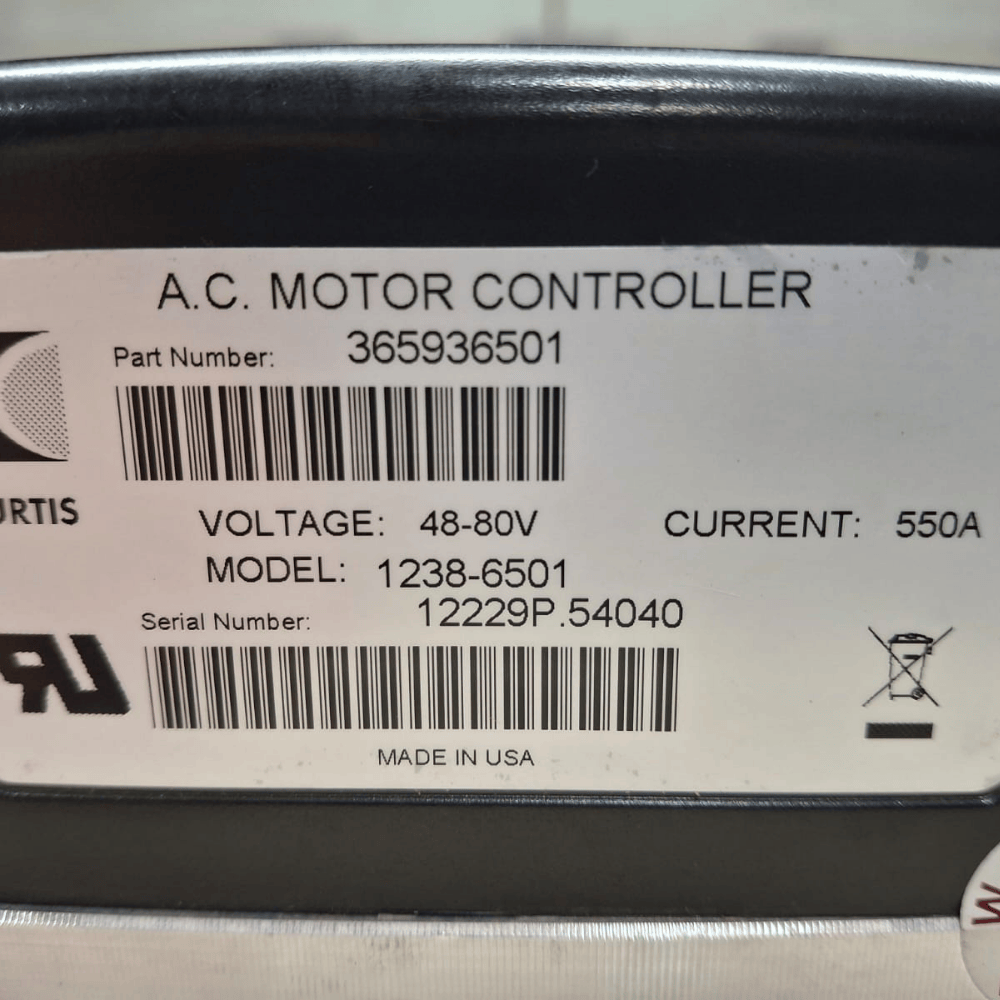 A.C. MOTOR CONTROLLER
Part Number: 365936501
URTIS
VOLTAGE: 48-80V CURRENT: 550A
MODEL: 1238-6501
Serial Number: 12229P.54040
MADE IN USA
W